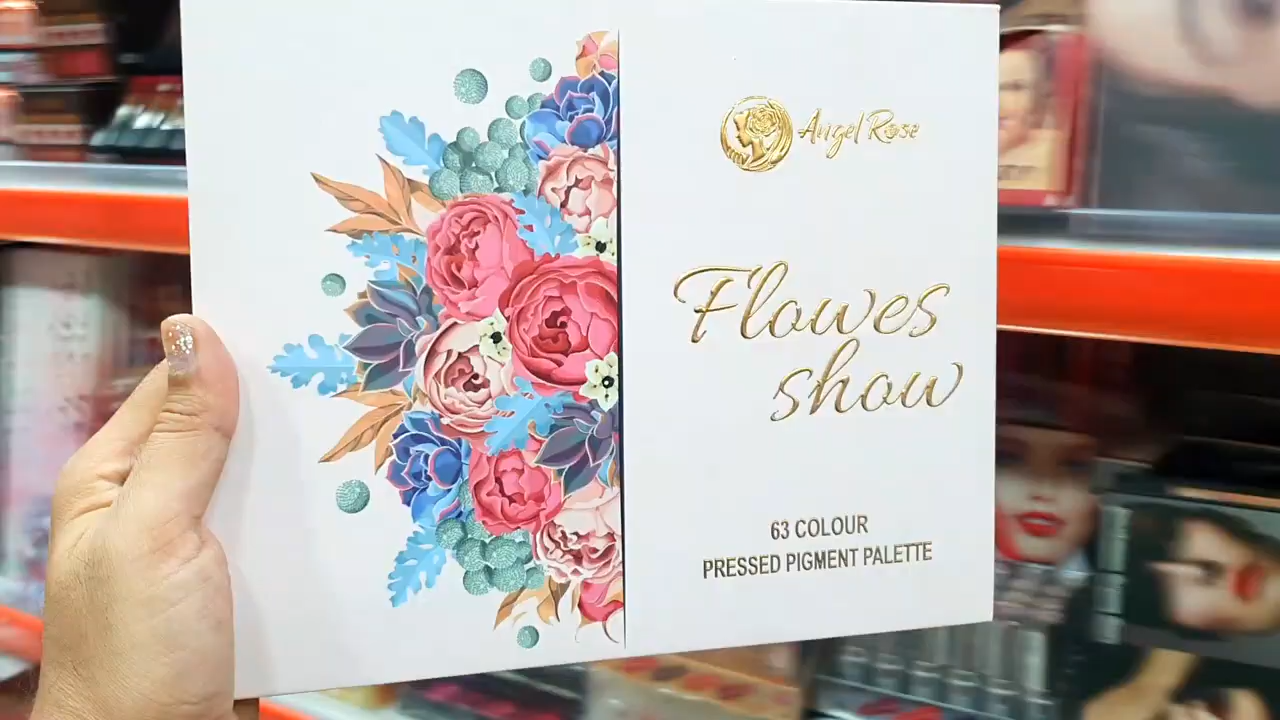 Angel Rose
Flowes
show
63 COLOUR
PRESSED PIGMENT PALETTE